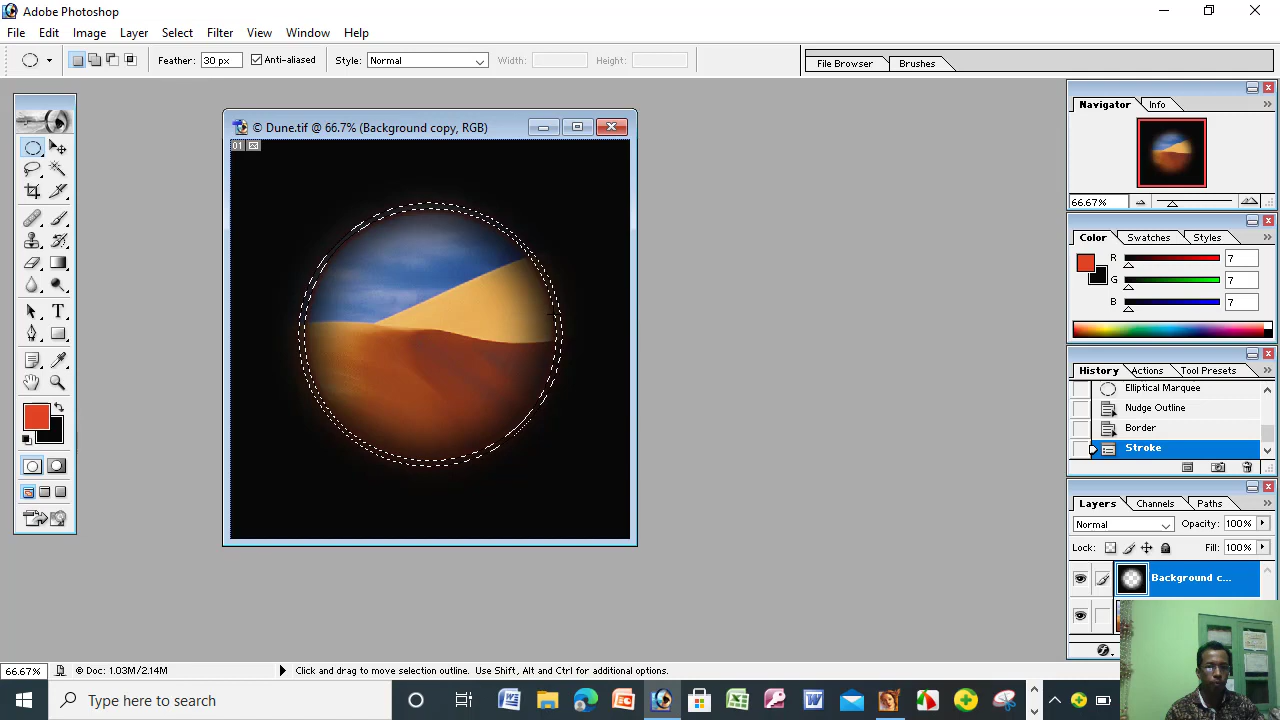 Adobe Photoshop
File Edit Image Layer Select Filter View Window Help
Feather: 30 px Anti-aliased Style: Normal Width: Height: File Browser Brushes
© Dune.tif @ 66.7% (Background copy, RGB)
01
Navigator Info
66.67%
Color Swatches Styles
R 7
G 7
B 7
History Actions Tool Presets
Elliptical Marquee
Nudge Outline
Border
Stroke
Layers Channels Paths
Normal Opacity: 100%
Lock: Fill: 100%
Background c...
66.67% © Doc: 1.03M/2.14M Click and drag to move selection outline. Use Shift, Alt and Ctrl for additional options.
Type here to search